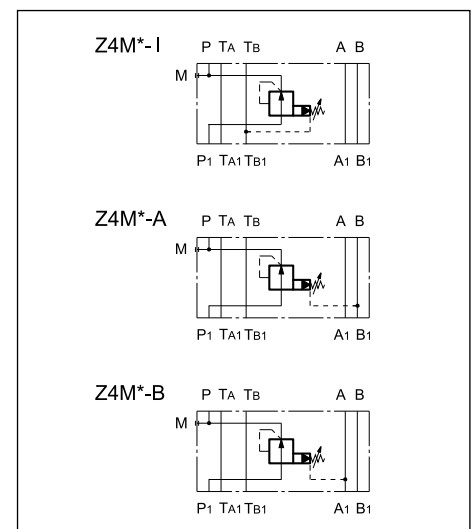 Z4M*-I P TA TB A B
M
P1 TA1 TB1 A1 B1
Z4M*-A P TA TB A B
M
P1 TA1 TB1 A1 B1
Z4M*-B P TA TB A B
M
P1 TA1 TB1 A1 B1